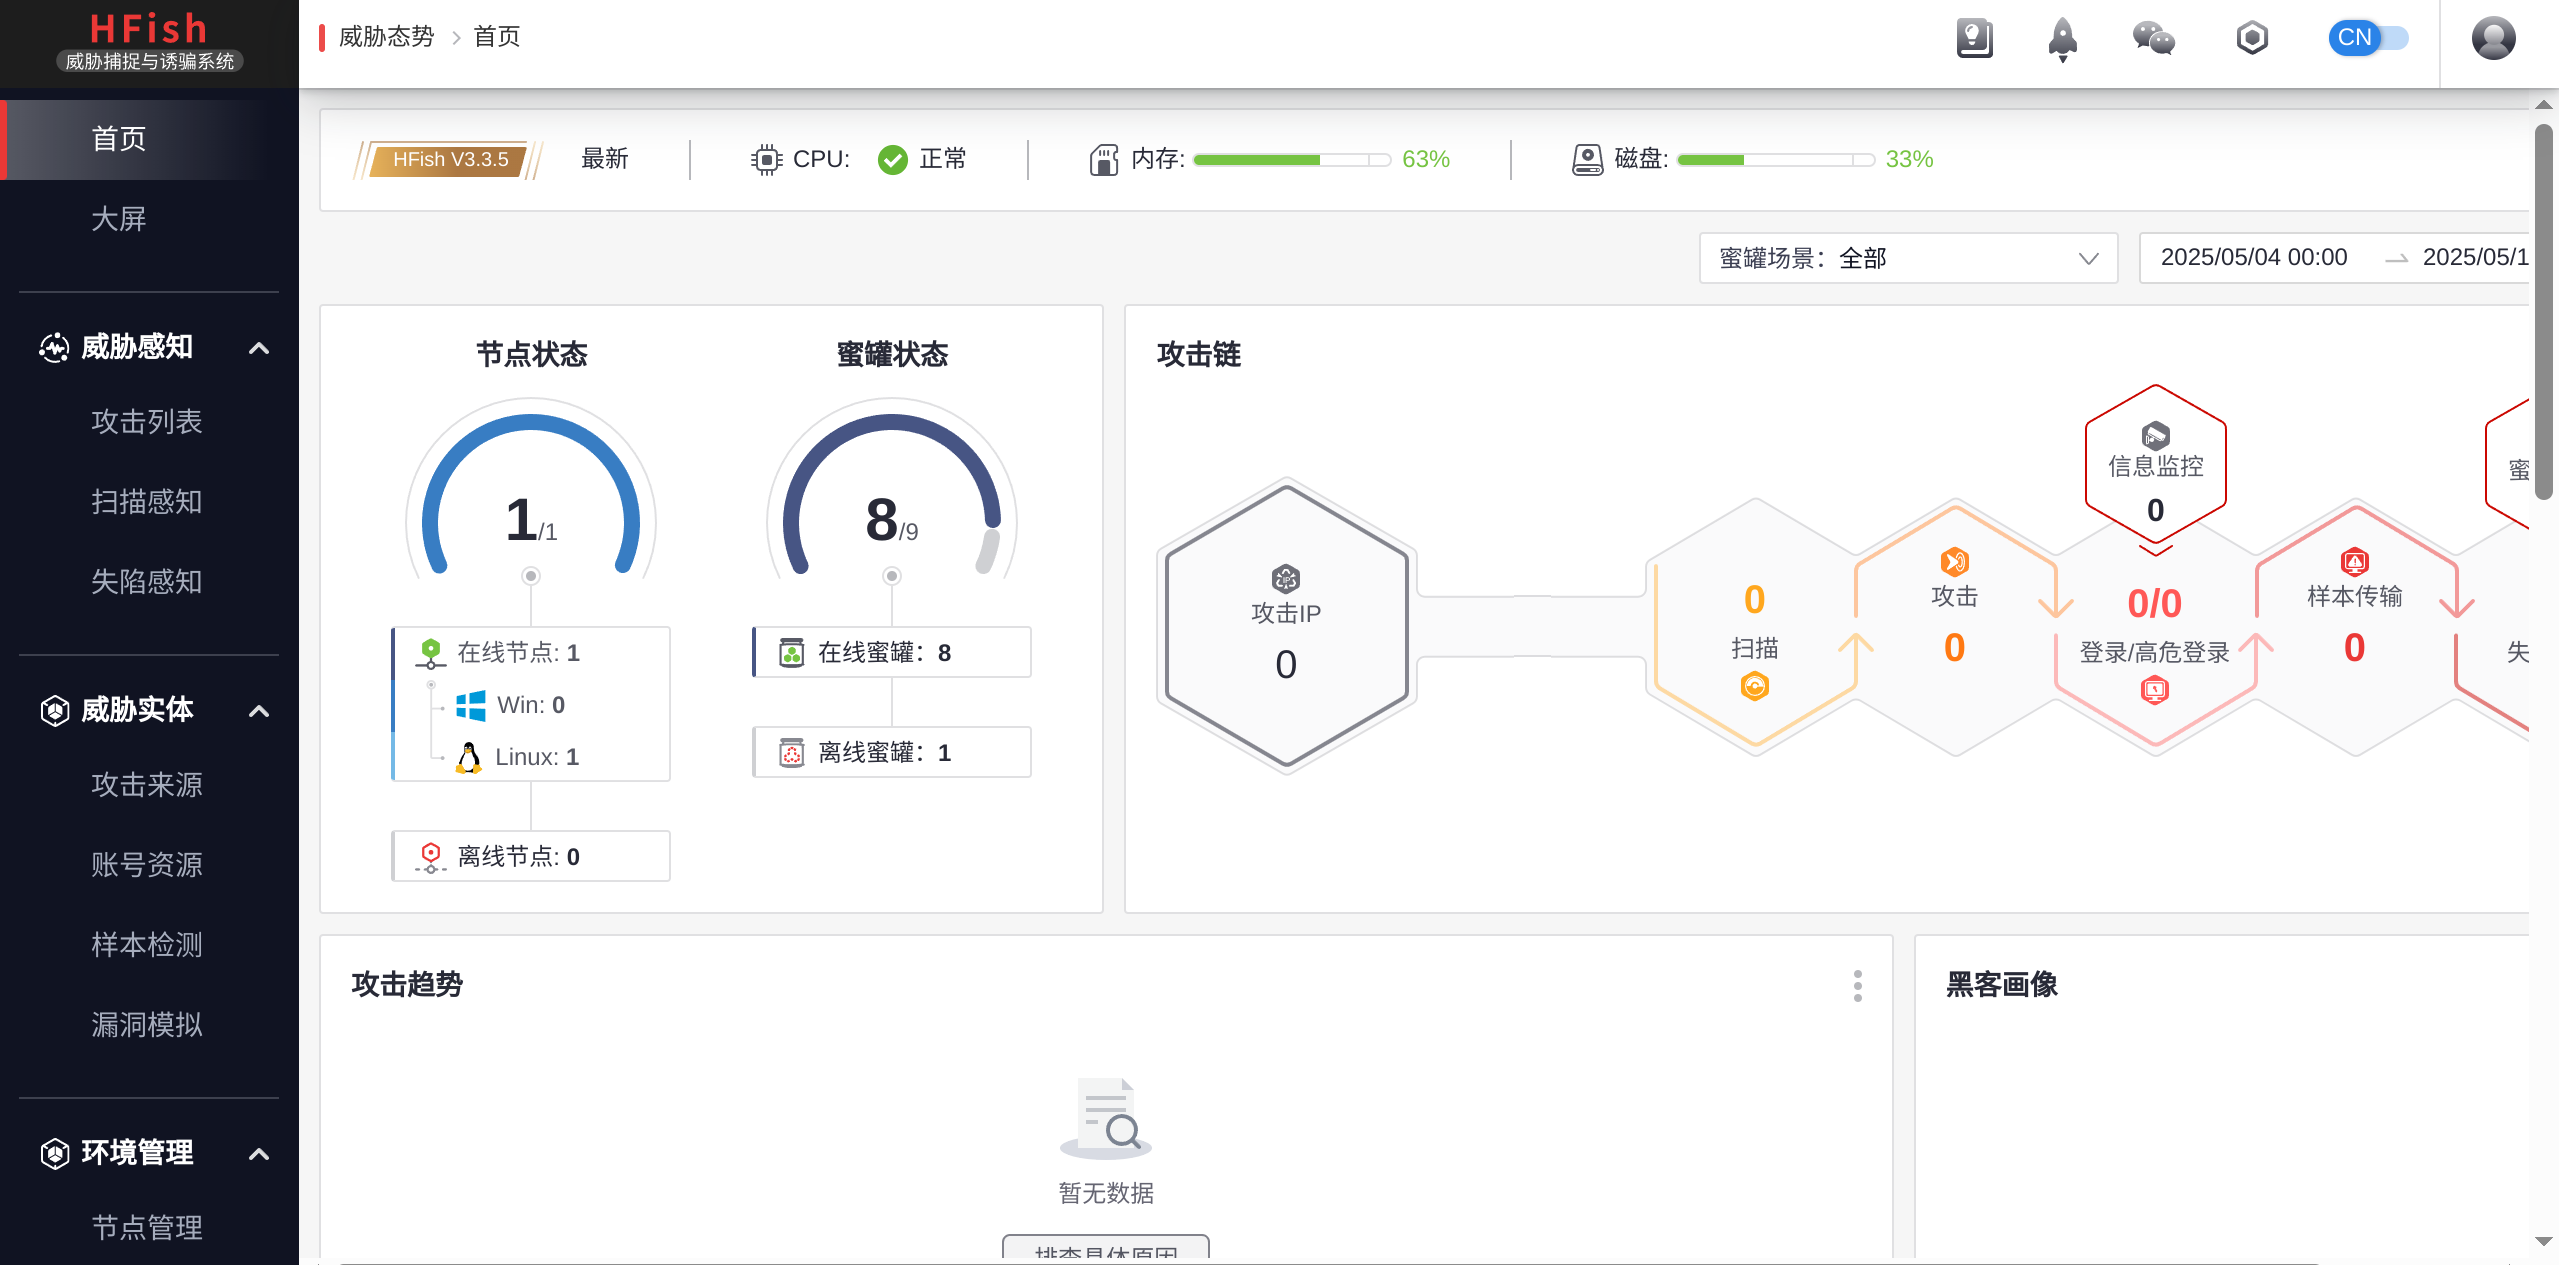 HFish
威胁捕捉与诱骗系统
威胁态势 > 首页
CN
首页
大屏
威胁感知
攻击列表
扫描感知
失陷感知
威胁实体
攻击来源
账号资源
样本检测
漏洞模拟
环境管理
节点管理
HFish V3.3.5 最新 CPU: 正常 内存: 63% 磁盘: 33%
蜜罐场景：全部 2025/05/04 00:00 2025/05/1
节点状态
1/1
在线节点: 1
Win: 0
Linux: 1
离线节点: 0
蜜罐状态
8/9
在线蜜罐：8
离线蜜罐：1
攻击链
攻击IP
0
0
扫描
攻击
0
信息监控
0
0/0
登录/高危登录
样本传输
0
蜜
失
攻击趋势
暂无数据
排查具体原因
黑客画像